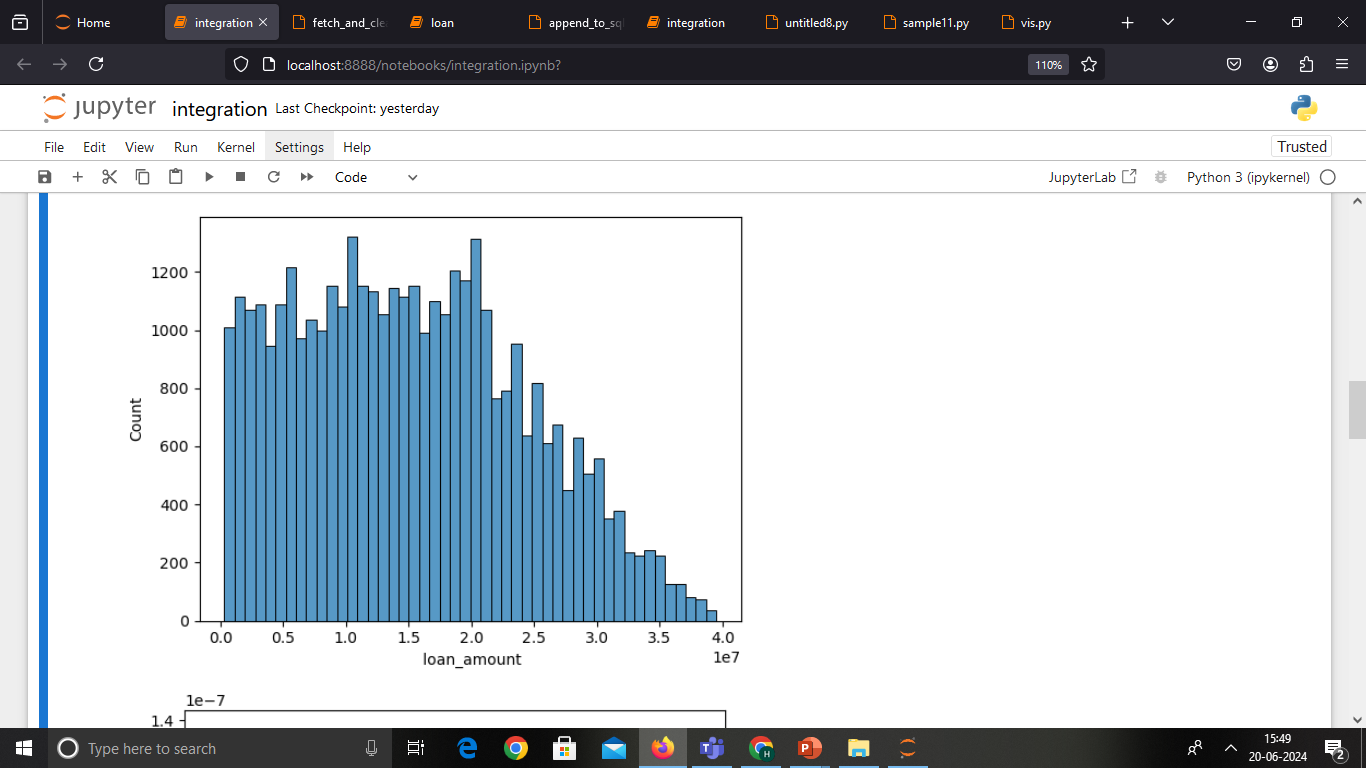 Home
integration
fetch_and_cle
loan
append_to_sq
integration
untitled8.py
sample11.py
vis.py
localhost:8888/notebooks/integration.ipynb?
110%
jupyter integration Last Checkpoint: yesterday
File Edit View Run Kernel Settings Help
Trusted
Code
JupyterLab
Python 3 (ipykernel)
1200
1000
800
600
400
200
0
Count
0.0 0.5 1.0 1.5 2.0 2.5 3.0 3.5 4.0
1e7
loan_amount
1e−7
1.4
Type here to search
15:49
20-06-2024
2